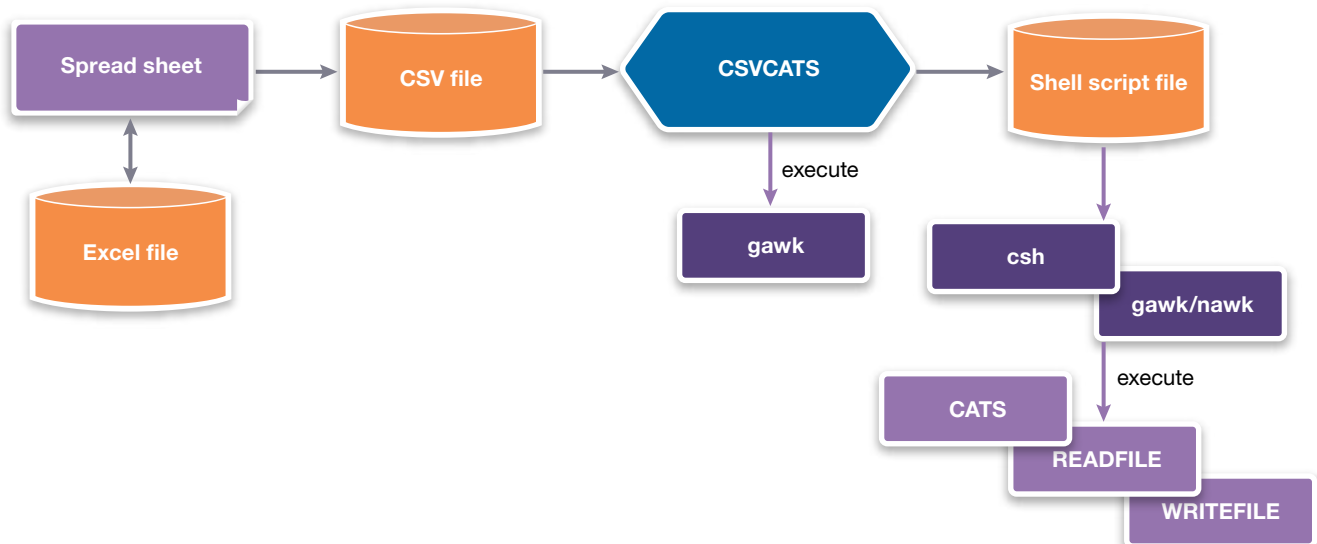 Spread sheet
CSV file
CSVCATS
Shell script file
execute
Excel file
gawk
csh
gawk/nawk
execute
CATS
READFILE
WRITEFILE